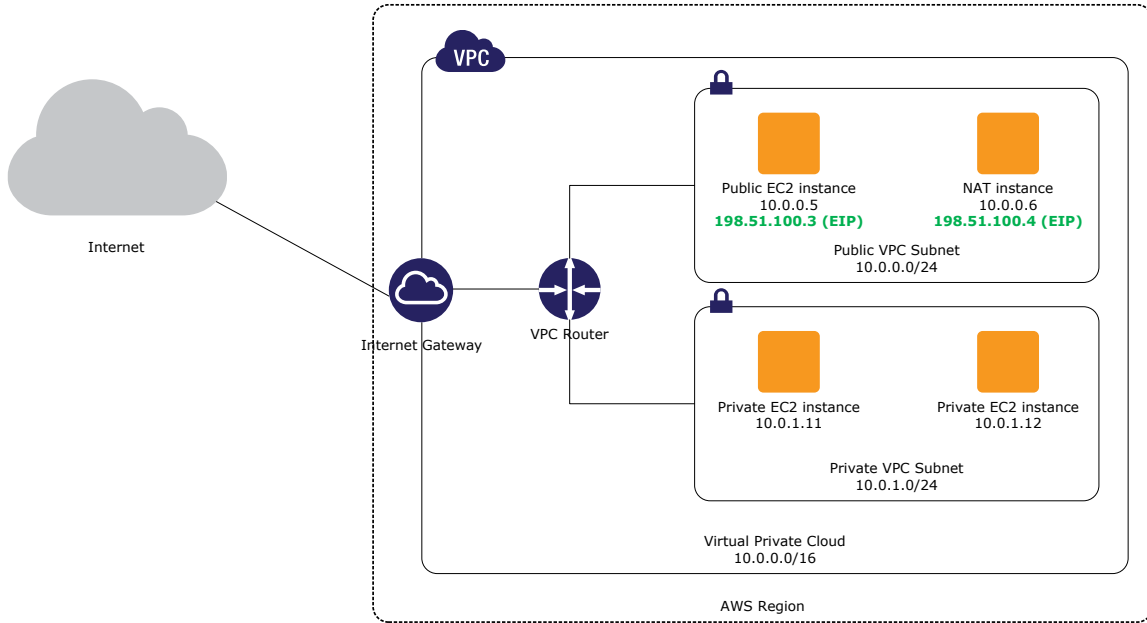 VPC
Internet
Internet Gateway
VPC Router
Public EC2 instance
10.0.0.5
198.51.100.3 (EIP)
NAT instance
10.0.0.6
198.51.100.4 (EIP)
Public VPC Subnet
10.0.0.0/24
Private EC2 instance
10.0.1.11
Private EC2 instance
10.0.1.12
Private VPC Subnet
10.0.1.0/24
Virtual Private Cloud
10.0.0.0/16
AWS Region